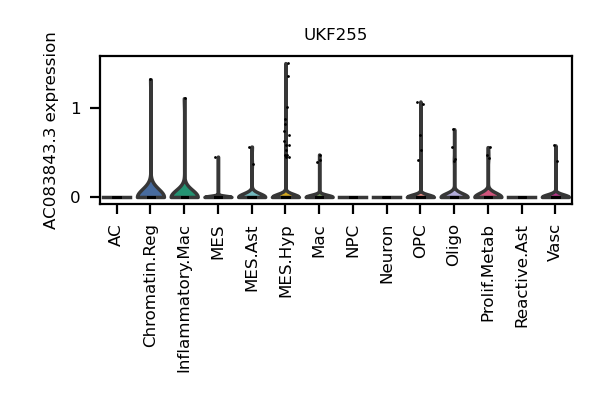 UKF255
AC083843.3 expression
1
0
AC
Chromatin.Reg
Inflammatory.Mac
MES
MES.Ast
MES.Hyp
Mac
NPC
Neuron
OPC
Oligo
Prolif.Metab
Reactive.Ast
Vasc